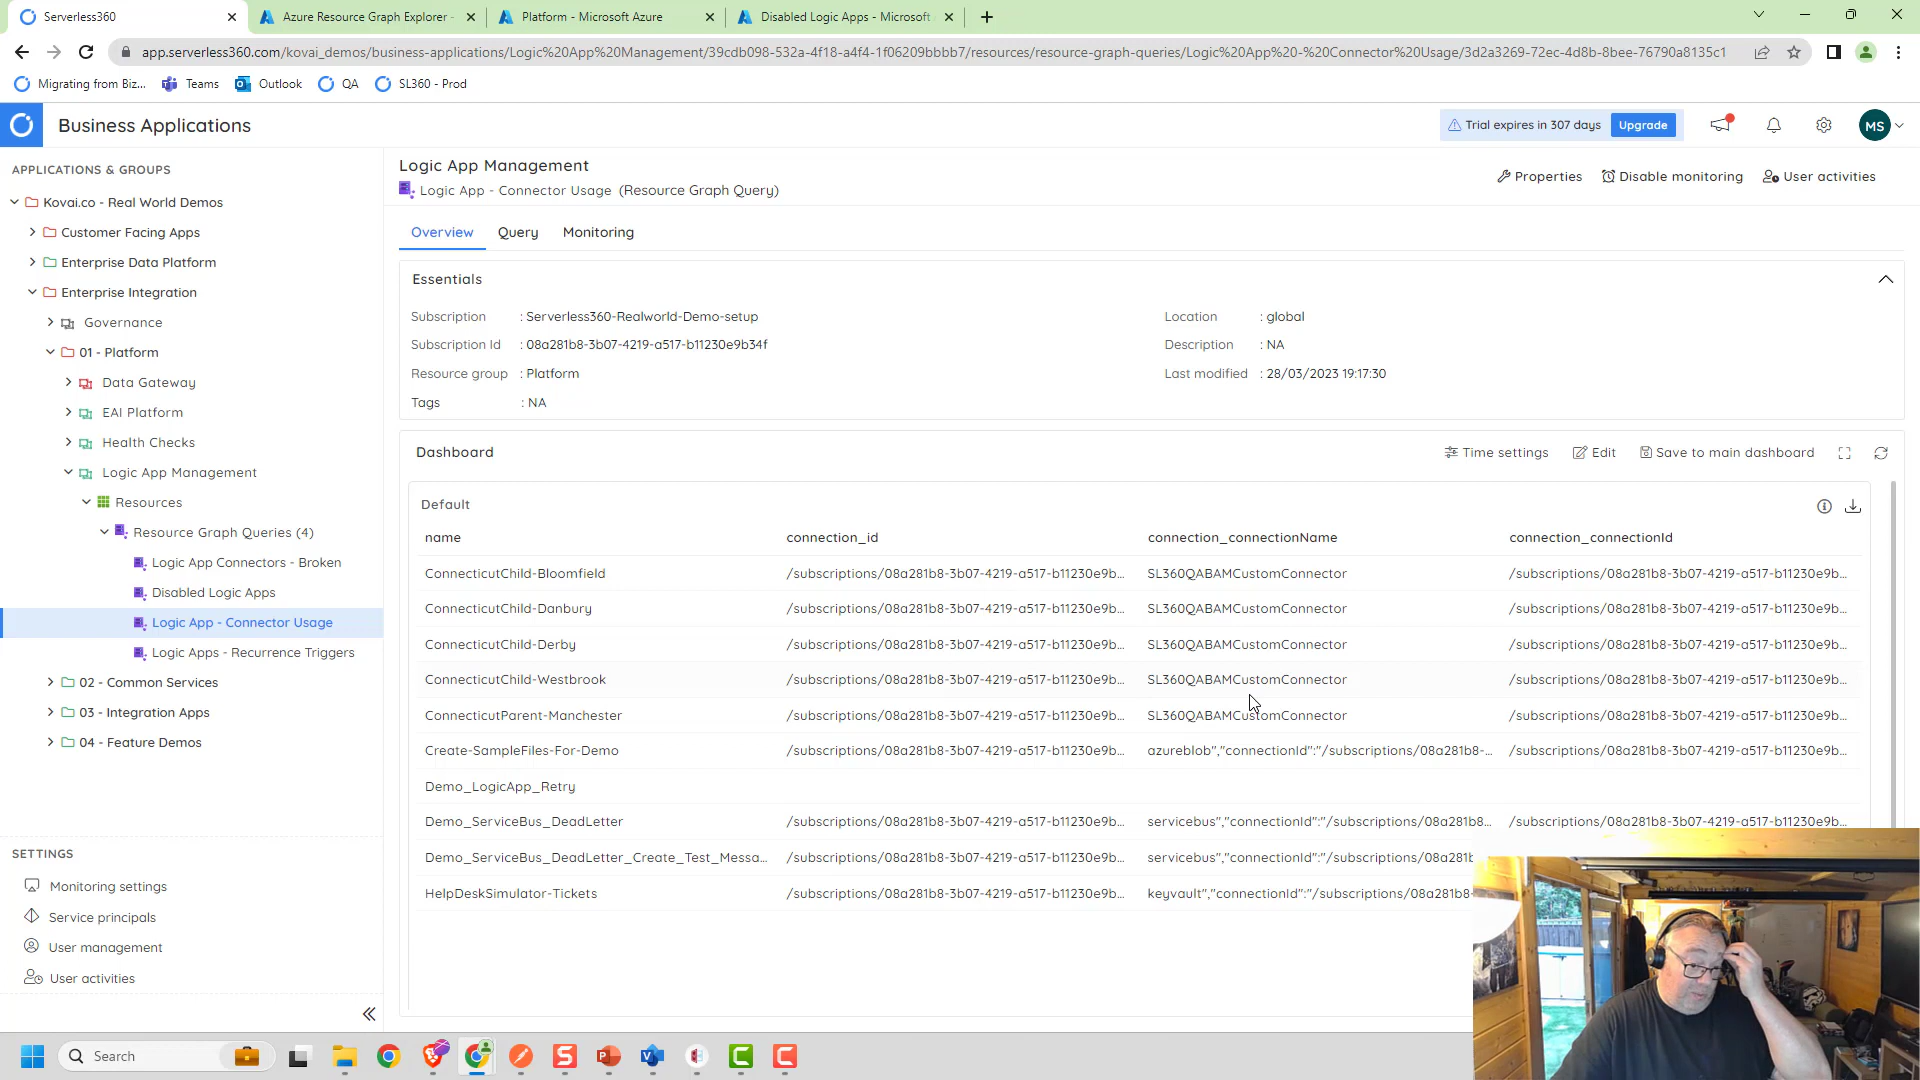 Serverless360
Azure Resource Graph Explorer -
Platform - Microsoft Azure
Disabled Logic Apps - Microsoft
app.serverless360.com/kovai_demos/business-applications/Logic%20App%20Management/39cdb098-532a-4f18-a4f4-1f06209bbbb7/resources/resource-graph-queries/Logic%20App%20-%20Connector%20Usage/3d2a3269-72ec-4d8b-8bee-76790a8135c1
Migrating from Biz...
Teams
Outlook
QA
SL360 - Prod
Business Applications
Trial expires in 307 days
Upgrade
MS
APPLICATIONS & GROUPS
Kovai.co - Real World Demos
Customer Facing Apps
Enterprise Data Platform
Enterprise Integration
Governance
01 - Platform
Data Gateway
EAI Platform
Health Checks
Logic App Management
Resources
Resource Graph Queries (4)
Logic App Connectors - Broken
Disabled Logic Apps
Logic App - Connector Usage
Logic Apps - Recurrence Triggers
02 - Common Services
03 - Integration Apps
04 - Feature Demos
SETTINGS
Monitoring settings
Service principals
User management
User activities
Logic App Management
Logic App - Connector Usage (Resource Graph Query)
Properties
Disable monitoring
User activities
Overview
Query
Monitoring
Essentials
Subscription : Serverless360-Realworld-Demo-setup
Subscription Id : 08a281b8-3b07-4219-a517-b11230e9b34f
Resource group : Platform
Tags : NA
Location : global
Description : NA
Last modified : 28/03/2023 19:17:30
Dashboard
Time settings
Edit
Save to main dashboard
Default
name connection_id connection_connectionName connection_connectionId
ConnecticutChild-Bloomfield /subscriptions/08a281b8-3b07-4219-a517-b11230e9b... SL360QABAMCustomConnector /subscriptions/08a281b8-3b07-4219-a517-b11230e9b...
ConnecticutChild-Danbury /subscriptions/08a281b8-3b07-4219-a517-b11230e9b... SL360QABAMCustomConnector /subscriptions/08a281b8-3b07-4219-a517-b11230e9b...
ConnecticutChild-Derby /subscriptions/08a281b8-3b07-4219-a517-b11230e9b... SL360QABAMCustomConnector /subscriptions/08a281b8-3b07-4219-a517-b11230e9b...
ConnecticutChild-Westbrook /subscriptions/08a281b8-3b07-4219-a517-b11230e9b... SL360QABAMCustomConnector /subscriptions/08a281b8-3b07-4219-a517-b11230e9b...
ConnecticutParent-Manchester /subscriptions/08a281b8-3b07-4219-a517-b11230e9b... SL360QABAMCustomConnector /subscriptions/08a281b8-3b07-4219-a517-b11230e9b...
Create-SampleFiles-For-Demo /subscriptions/08a281b8-3b07-4219-a517-b11230e9b... azureblob","connectionId":"/subscriptions/08a281b8-... /subscriptions/08a281b8-3b07-4219-a517-b11230e9b...
Demo_LogicApp_Retry
Demo_ServiceBus_DeadLetter /subscriptions/08a281b8-3b07-4219-a517-b11230e9b... servicebus","connectionId":"/subscriptions/08a281b8... /subscriptions/08a281b8-3b07-4219-a517-b11230e9b...
Demo_ServiceBus_DeadLetter_Create_Test_Messa... /subscriptions/08a281b8-3b07-4219-a517-b11230e9b... servicebus","connectionId":"/subscriptions/08a281b
HelpDeskSimulator-Tickets /subscriptions/08a281b8-3b07-4219-a517-b11230e9b... keyvault","connectionId":"/subscriptions/08a281b8-
Search